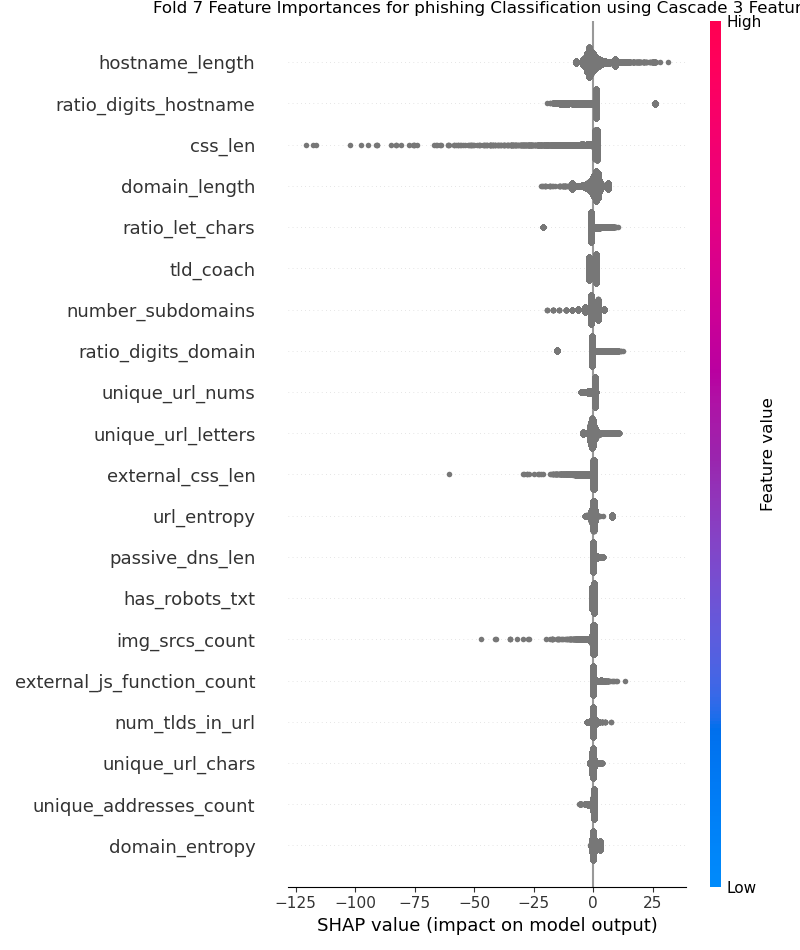 Fold 7 Feature Importances for phishing Classification using Cascade 3 Featur
High
hostname_length
ratio_digits_hostname
css_len
domain_length
ratio_let_chars
tld_coach
number_subdomains
ratio_digits_domain
unique_url_nums
unique_url_letters
external_css_len
url_entropy
passive_dns_len
has_robots_txt
img_srcs_count
external_js_function_count
num_tlds_in_url
unique_url_chars
unique_addresses_count
domain_entropy
Feature value
Low
−125 −100 −75 −50 −25 0 25
SHAP value (impact on model output)